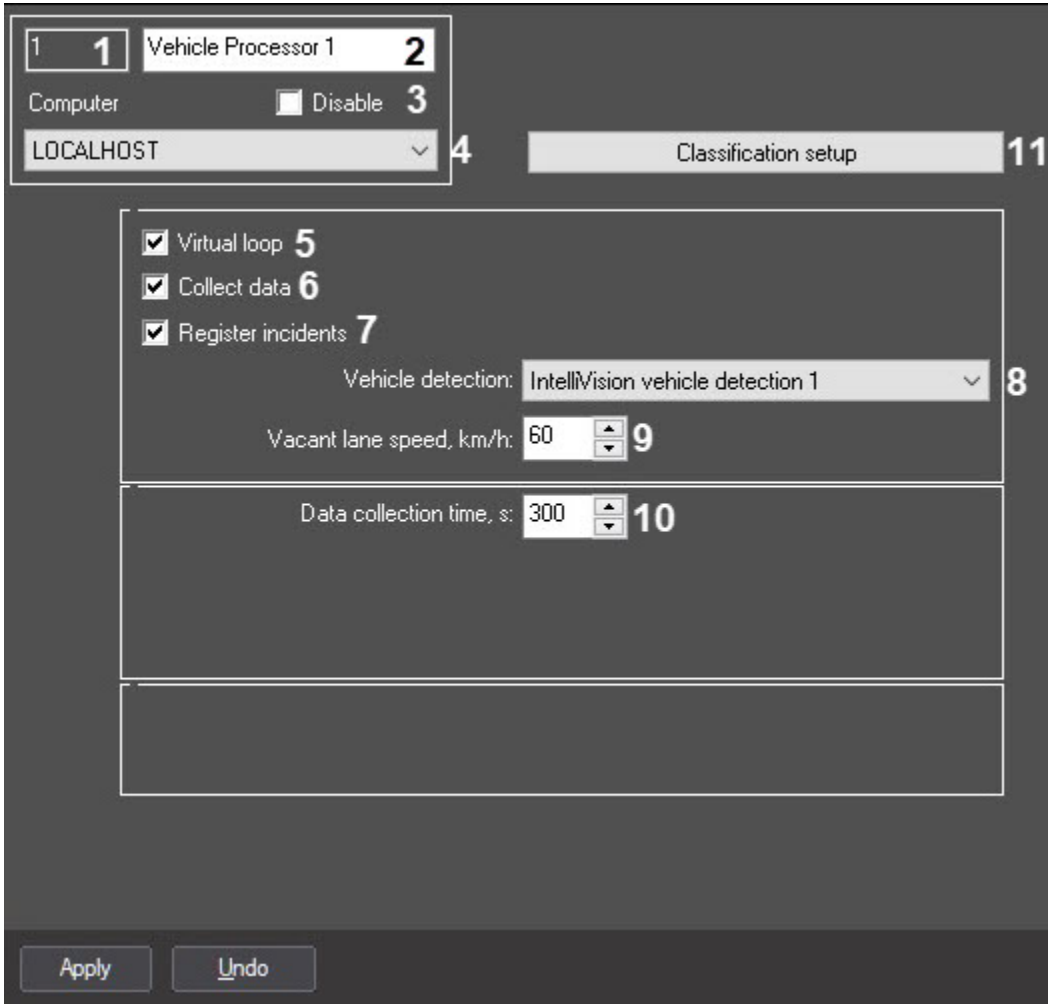 1 1 Vehicle Processor 1 2
Computer Disable 3
LOCALHOST 4
Classification setup 11
Virtual loop 5
Collect data 6
Register incidents 7
Vehicle detection: IntelliVision vehicle detection 1 8
Vacant lane speed, km/h: 60 9
Data collection time, s: 300 10
Apply Undo